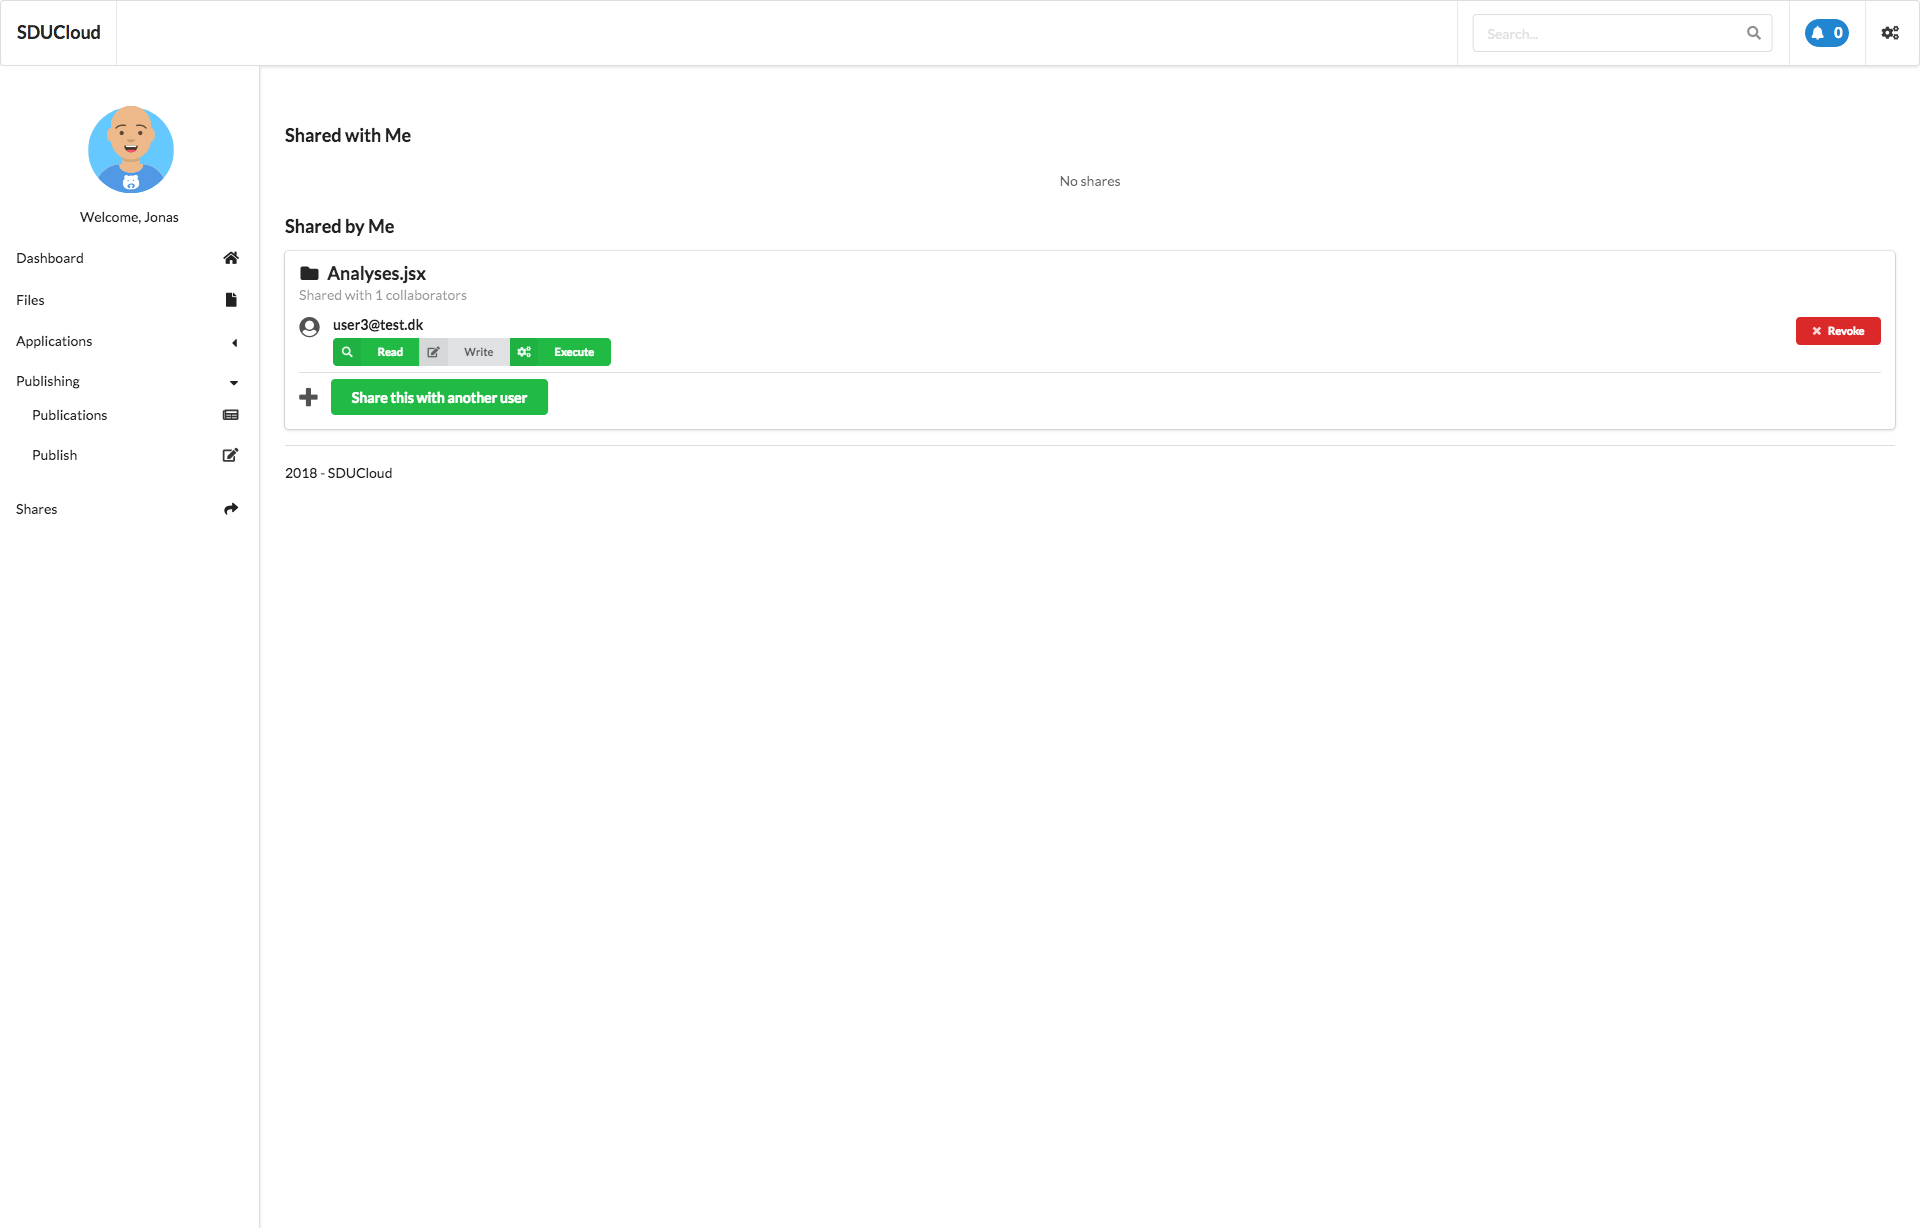 SDUCloud
Search...
0
Welcome, Jonas
Dashboard
Files
Applications
Publishing
Publications
Publish
Shares
Shared with Me
No shares
Shared by Me
Analyses.jsx
Shared with 1 collaborators
user3@test.dk
Read Write Execute
Revoke
Share this with another user
2018 - SDUCloud